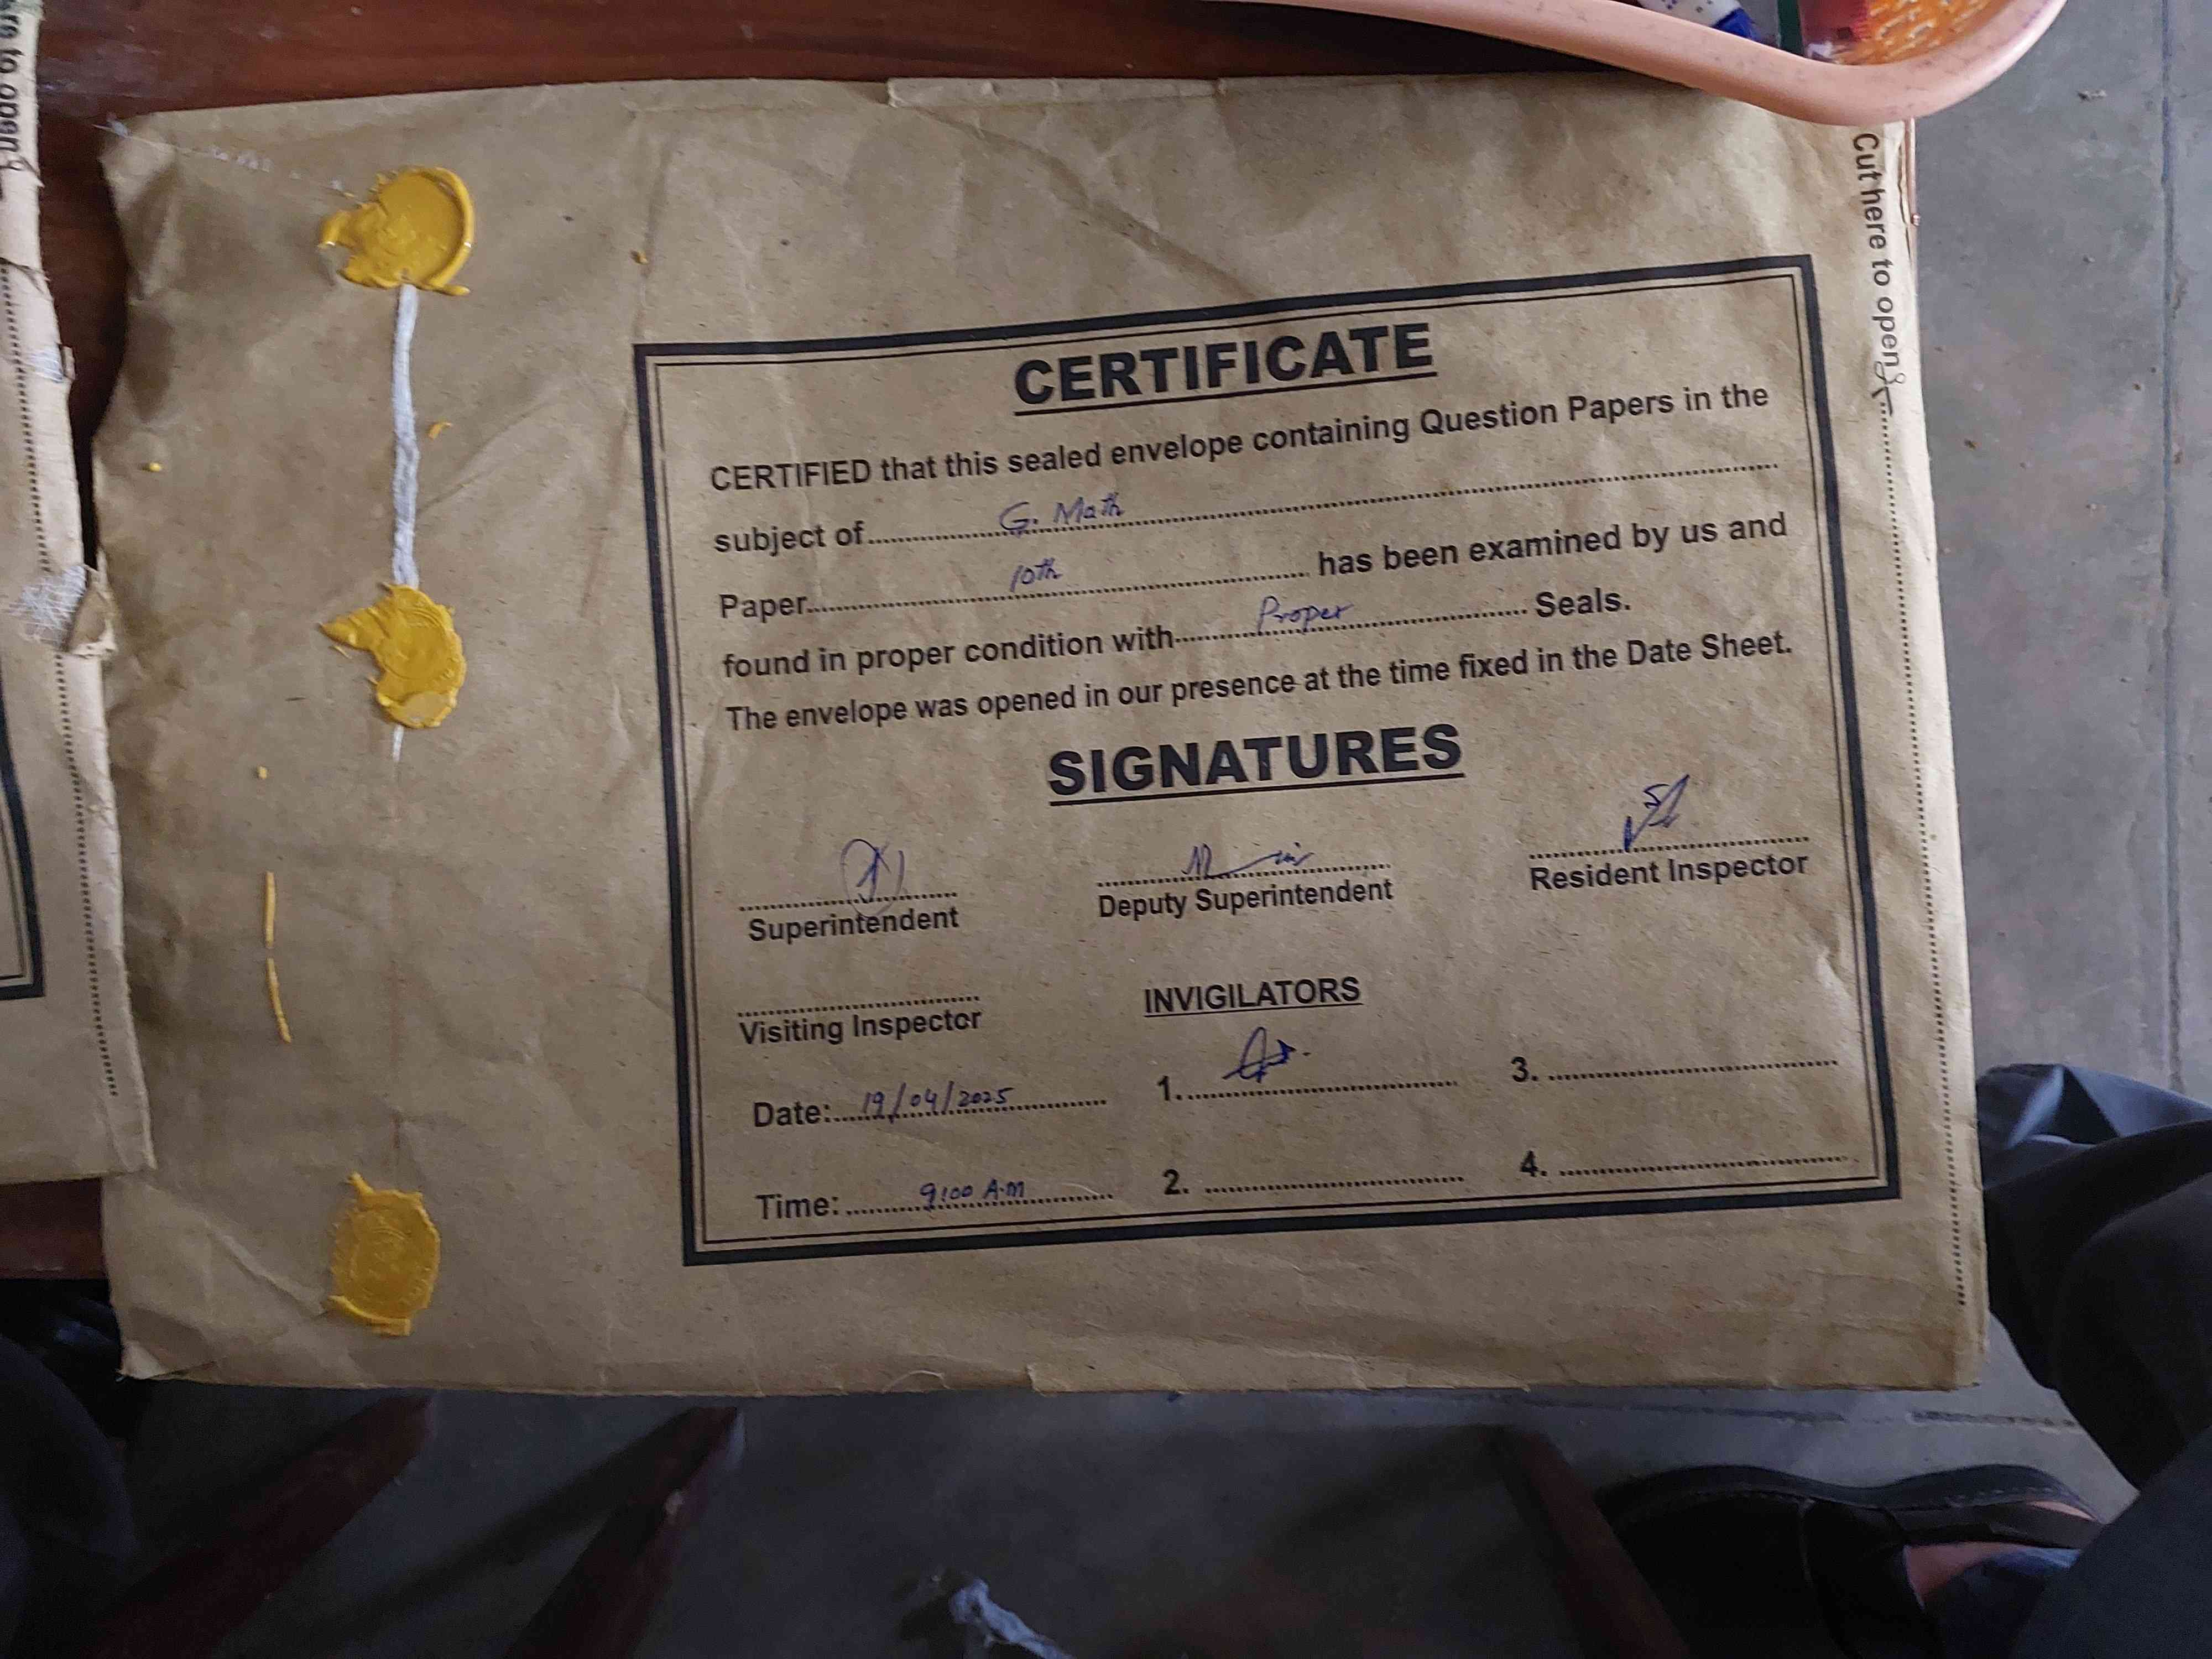 Cut here to open
CERTIFICATE
CERTIFIED that this sealed envelope containing Question Papers in the
subject of G. Math
Paper 10th has been examined by us and
found in proper condition with Proper Seals.
The envelope was opened in our presence at the time fixed in the Date Sheet.
SIGNATURES
Superintendent
Deputy Superintendent
Resident Inspector
Visiting Inspector
INVIGILATORS
Date: 19/04/2025
1.
3.
Time: 9:00 A.M
2.
4.
to open